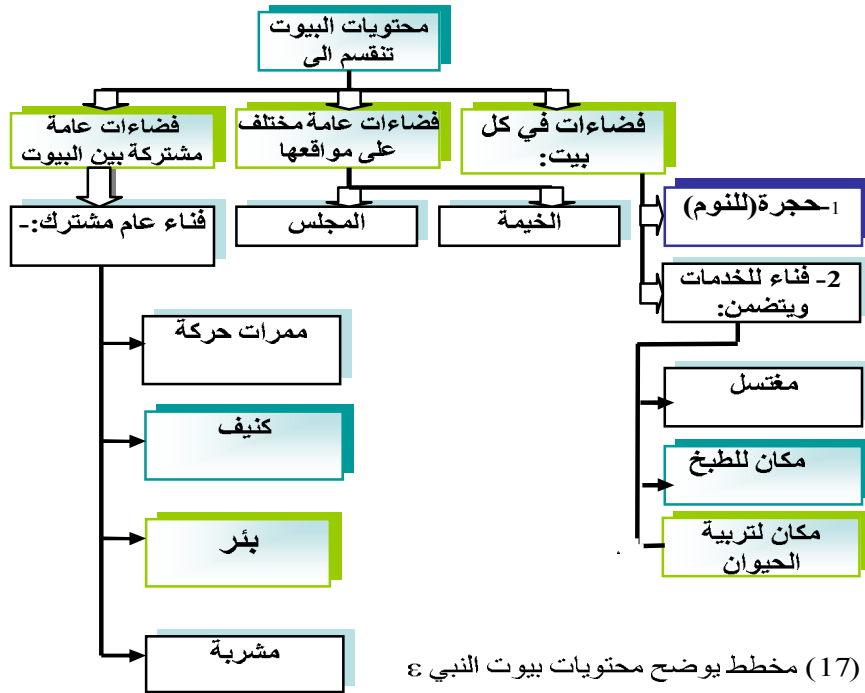 محتويات البيوت
تنقسم الى
فضاءات في كل
بيت:
فضاءات عامة مختلف
على مواقعها
فضاءات عامة
مشتركة بين البيوت
1-حجرة(للنوم)
الخيمة
المجلس
فناء عام مشترك:-
2- فناء للخدمات
ويتضمن:
ممرات حركة
مغتسل
كنيف
مكان للطبخ
بئر
مكان لتربية
الحيوان
مشربة
(17) مخطط يوضح محتويات بيوت النبي ε